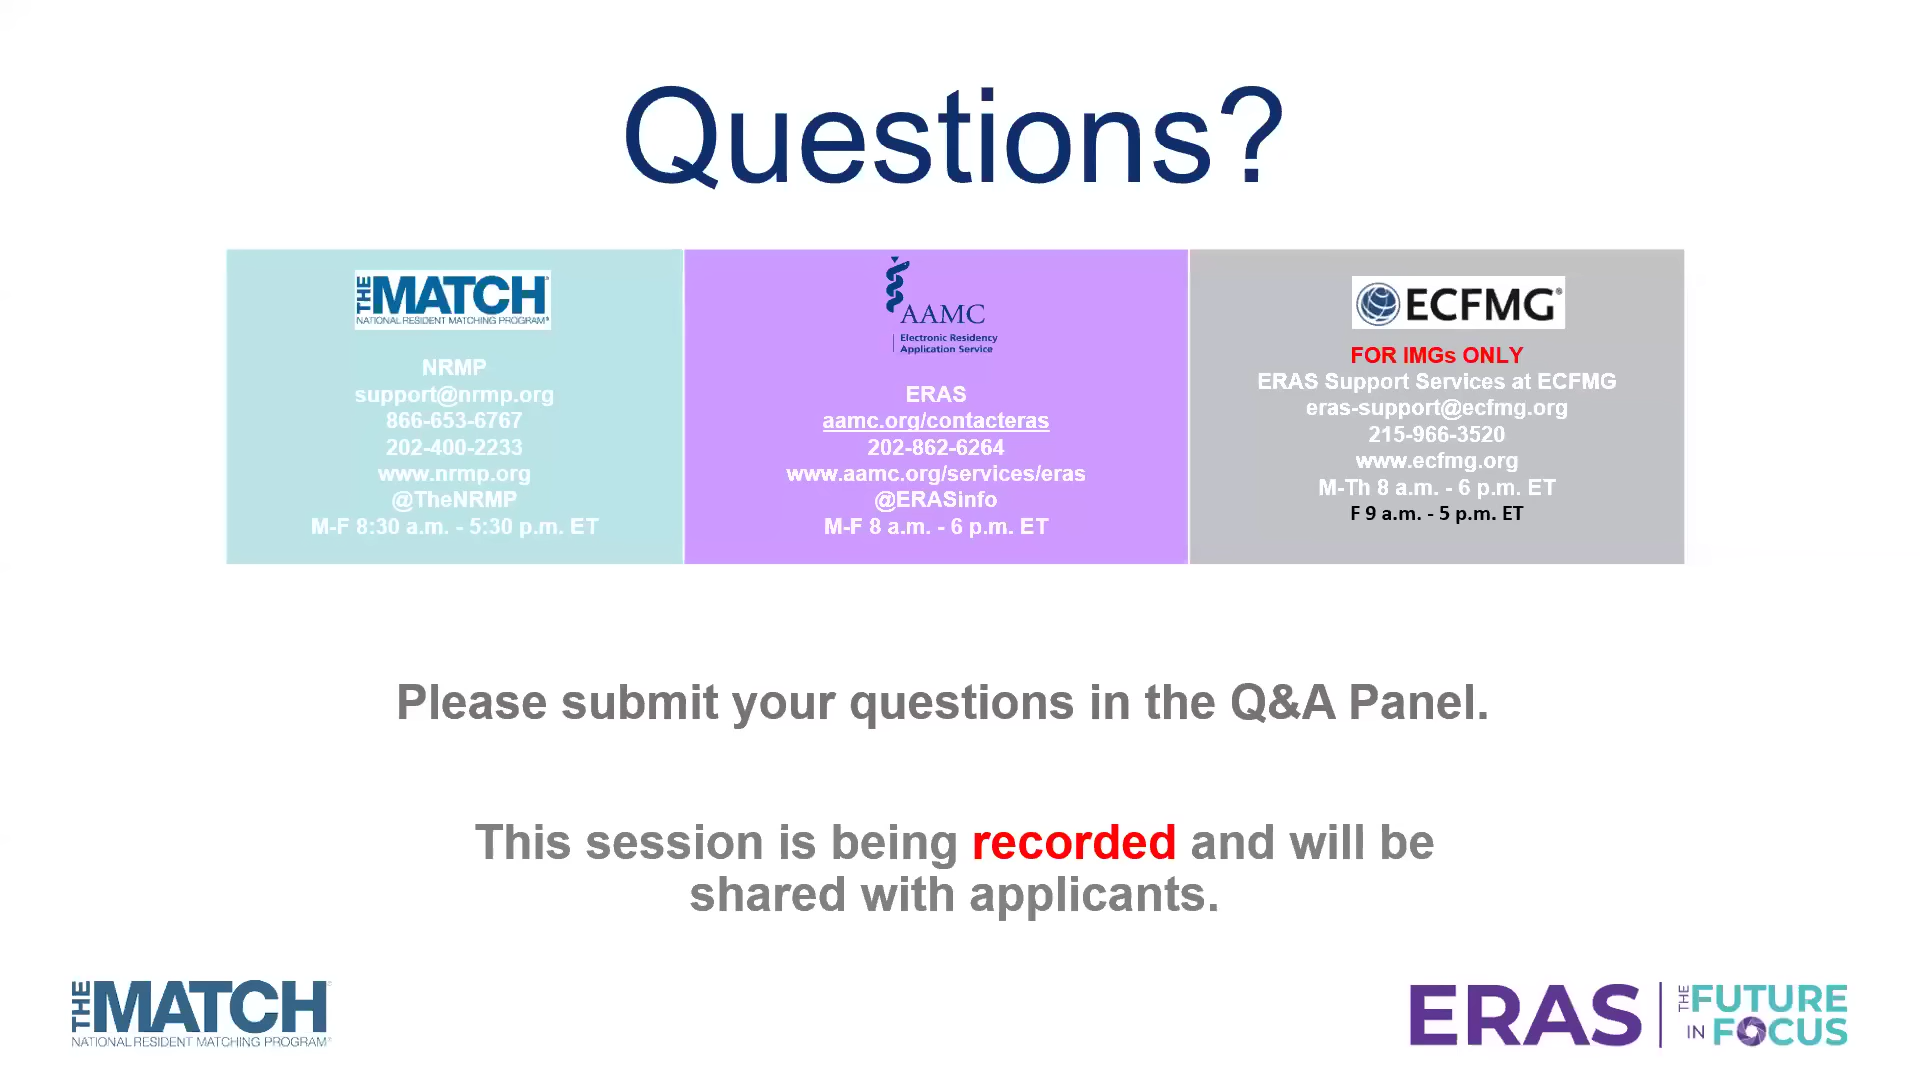 Questions?
THE MATCH
NATIONAL RESIDENT MATCHING PROGRAM®
NRMP
support@nrmp.org
866-653-6767
202-400-2233
www.nrmp.org
@TheNRMP
M-F 8:30 a.m. - 5:30 p.m. ET
AAMC
Electronic Residency
Application Service
ERAS
aamc.org/contacteras
202-862-6264
www.aamc.org/services/eras
@ERASinfo
M-F 8 a.m. - 6 p.m. ET
ECFMG®
FOR IMGs ONLY
ERAS Support Services at ECFMG
eras-support@ecfmg.org
215-966-3520
www.ecfmg.org
M-Th 8 a.m. - 6 p.m. ET
F 9 a.m. - 5 p.m. ET
Please submit your questions in the Q&A Panel.
This session is being recorded and will be
shared with applicants.
THE MATCH
NATIONAL RESIDENT MATCHING PROGRAM®
ERAS
THE FUTURE
IN FOCUS